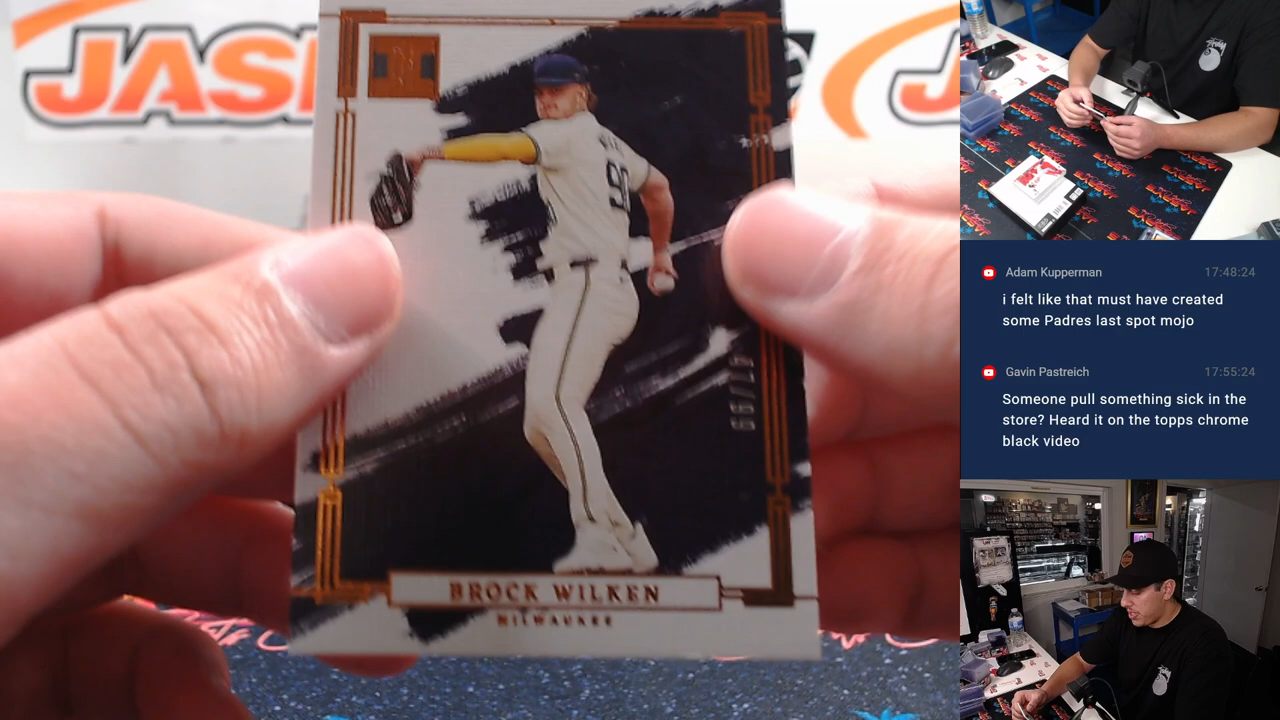 JAS
BROCK WILKEN
MILWAUKEE
Adam Kupperman 17:48:24
i felt like that must have created
some Padres last spot mojo
Gavin Pastreich 17:55:24
Someone pull something sick in the
store? Heard it on the topps chrome
black video